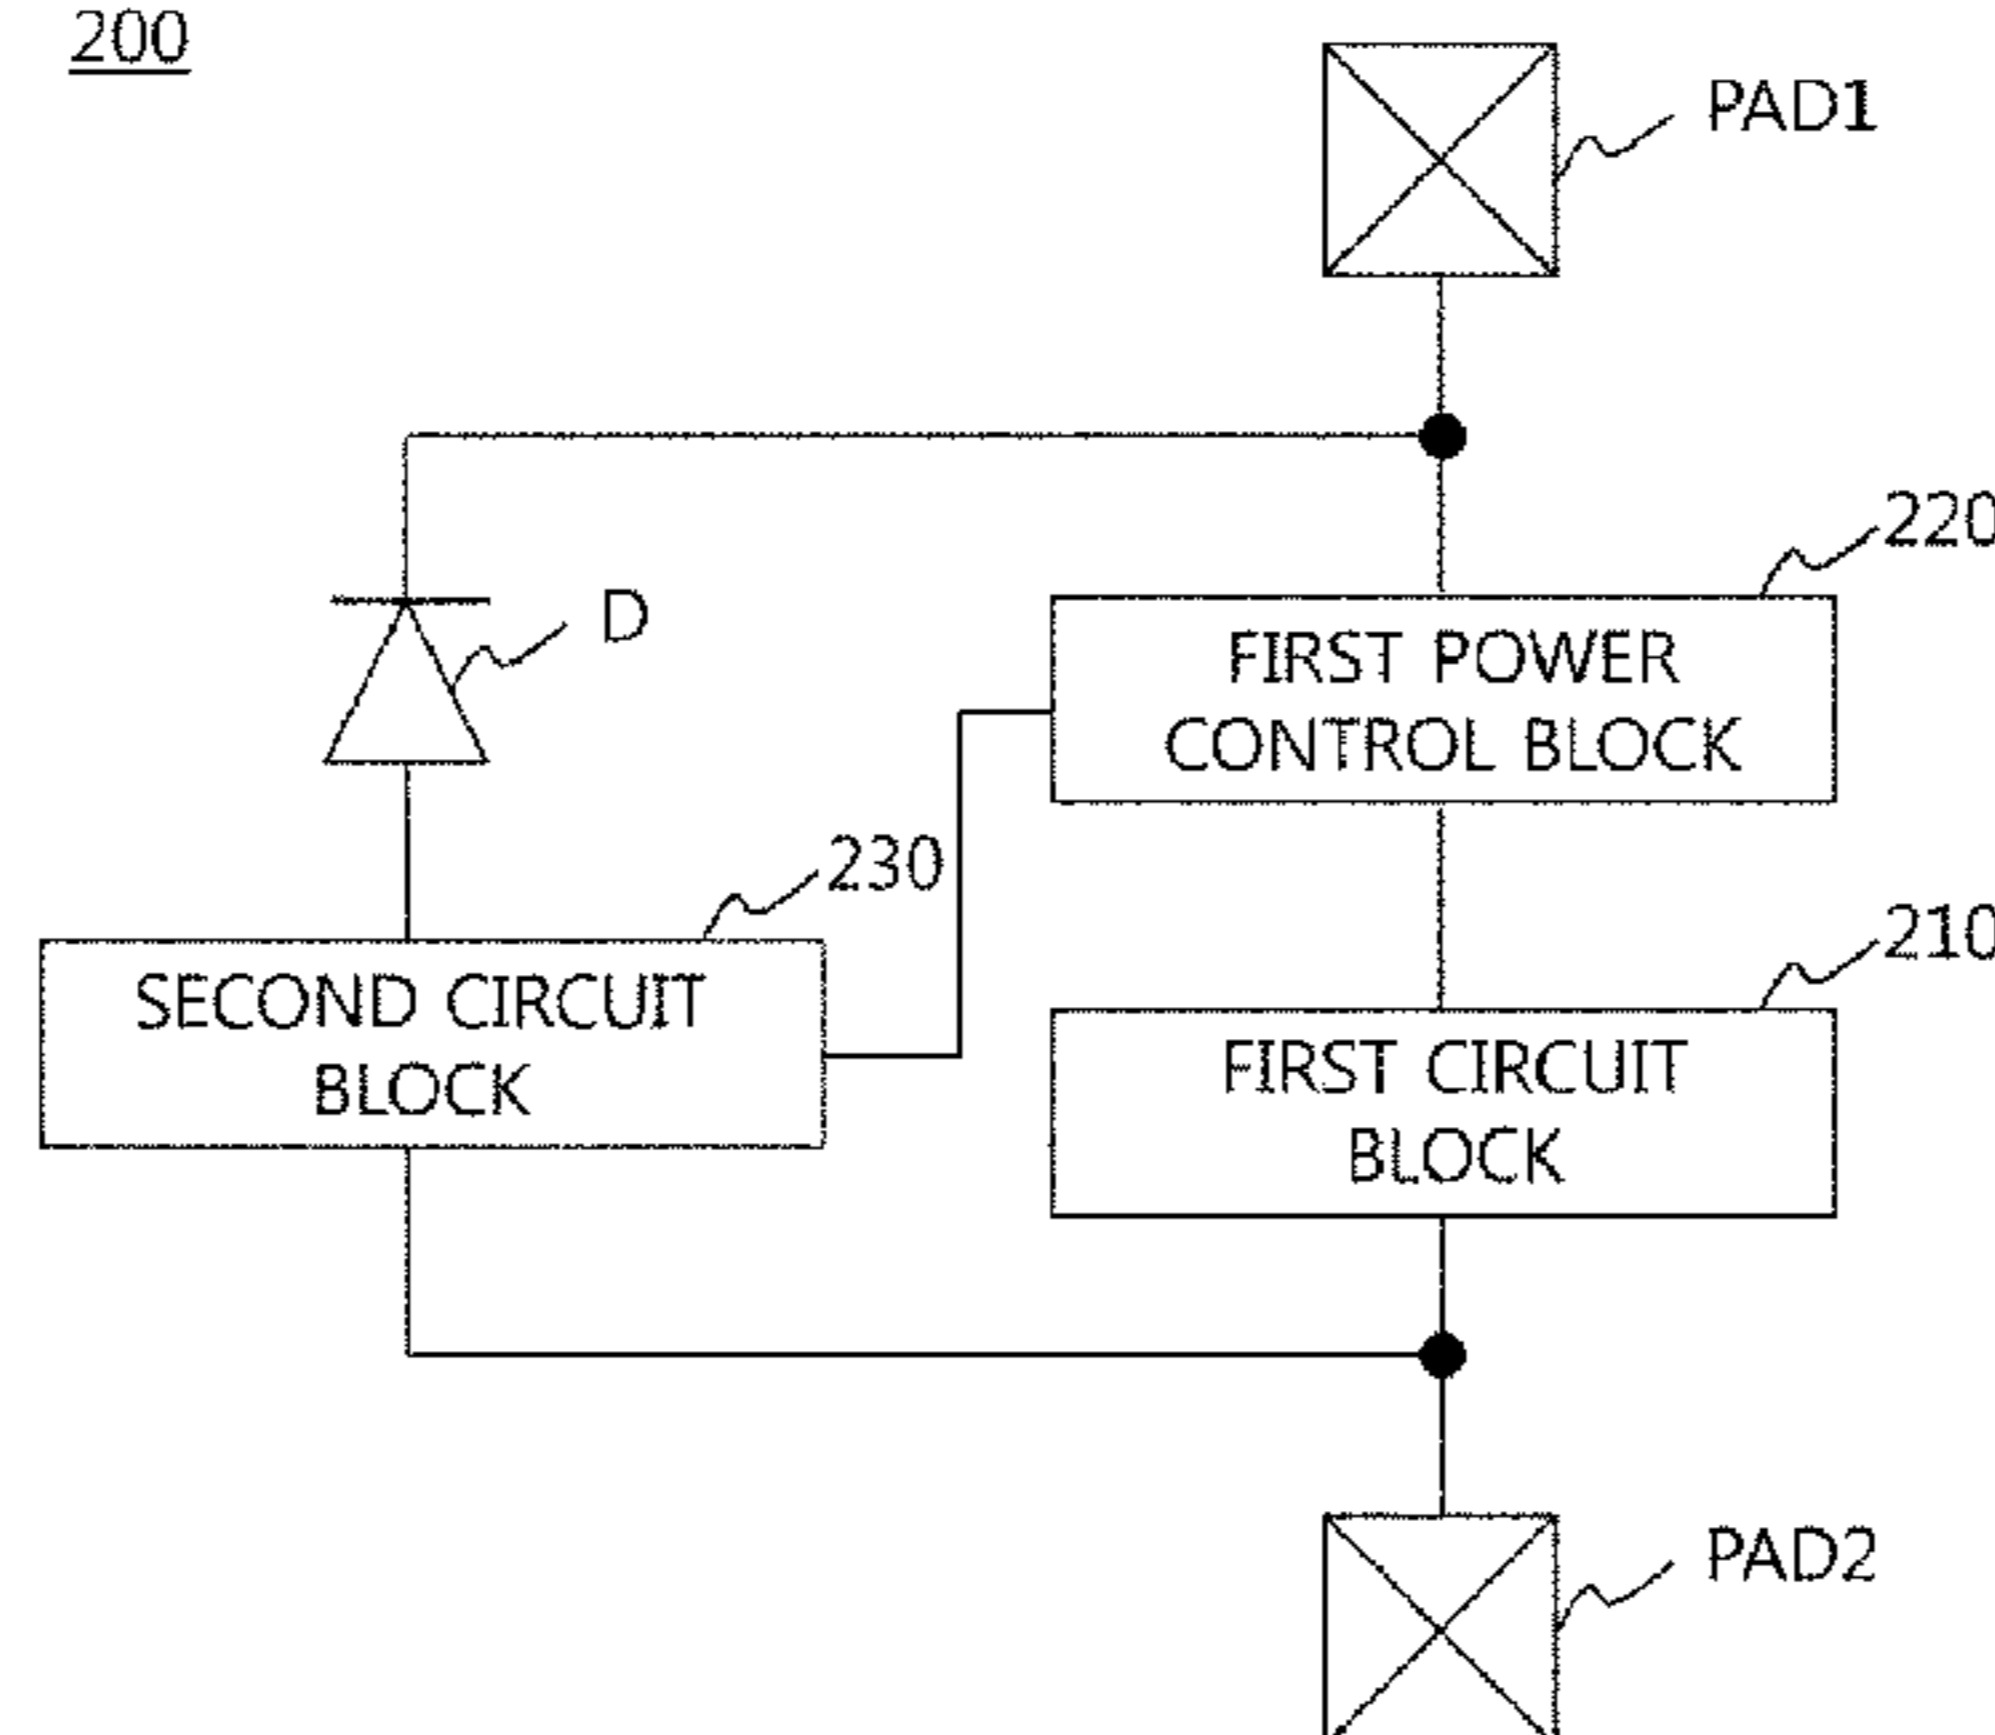 200
PAD1
220
FIRST POWER
CONTROL BLOCK
D
230
SECOND CIRCUIT
BLOCK
210
FIRST CIRCUIT
BLOCK
PAD2